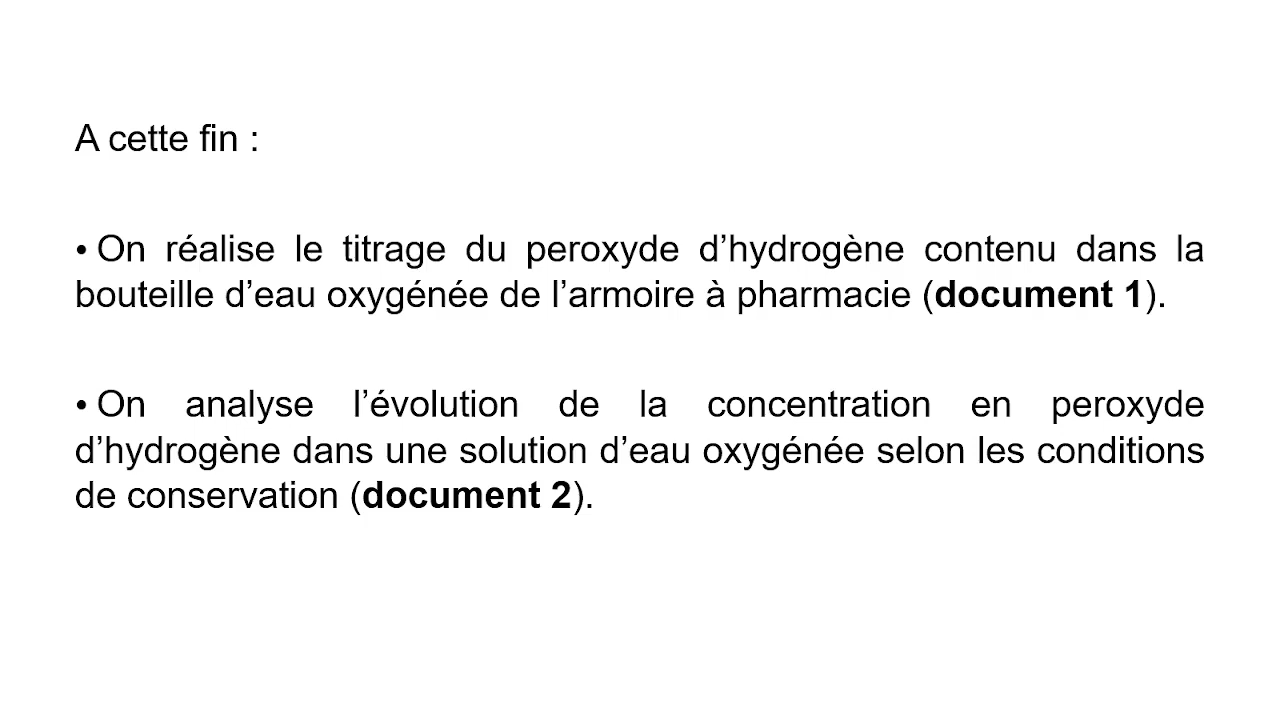 A cette fin :
• On réalise le titrage du peroxyde d’hydrogène contenu dans la
bouteille d’eau oxygénée de l’armoire à pharmacie (document 1).
• On analyse l’évolution de la concentration en peroxyde
d’hydrogène dans une solution d’eau oxygénée selon les conditions
de conservation (document 2).